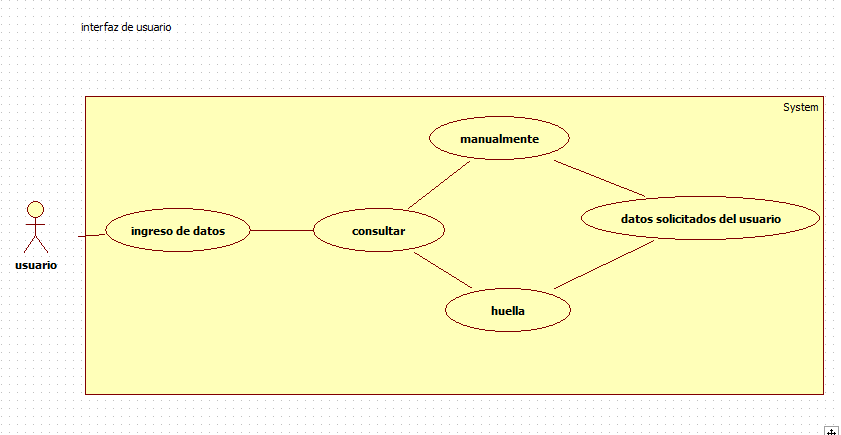 interfaz de usuario
System
manualmente
datos solicitados del usuario
ingreso de datos
consultar
usuario
huella